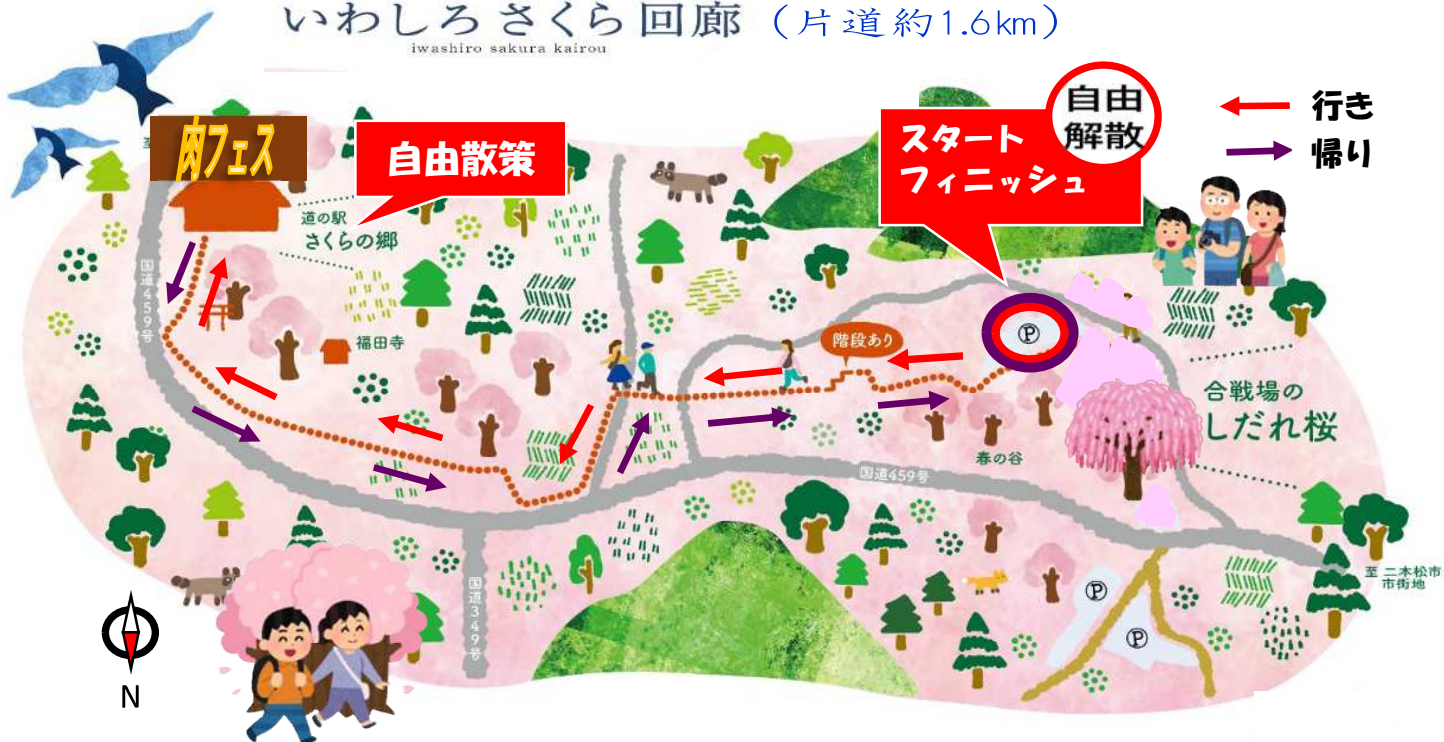 いわしろ さくら 回廊 (片道約1.6km)
iwashiro sakura kairou
自由
解散
行き
帰り
肉フェス
自由散策
スタート
フィニッシュ
至
道の駅
さくらの郷
国道459号
福田寺
階段あり
P
合戦場の
しだれ桜
春の谷
国道459号
至 二本松市
市街地
国道349号
P
P
N